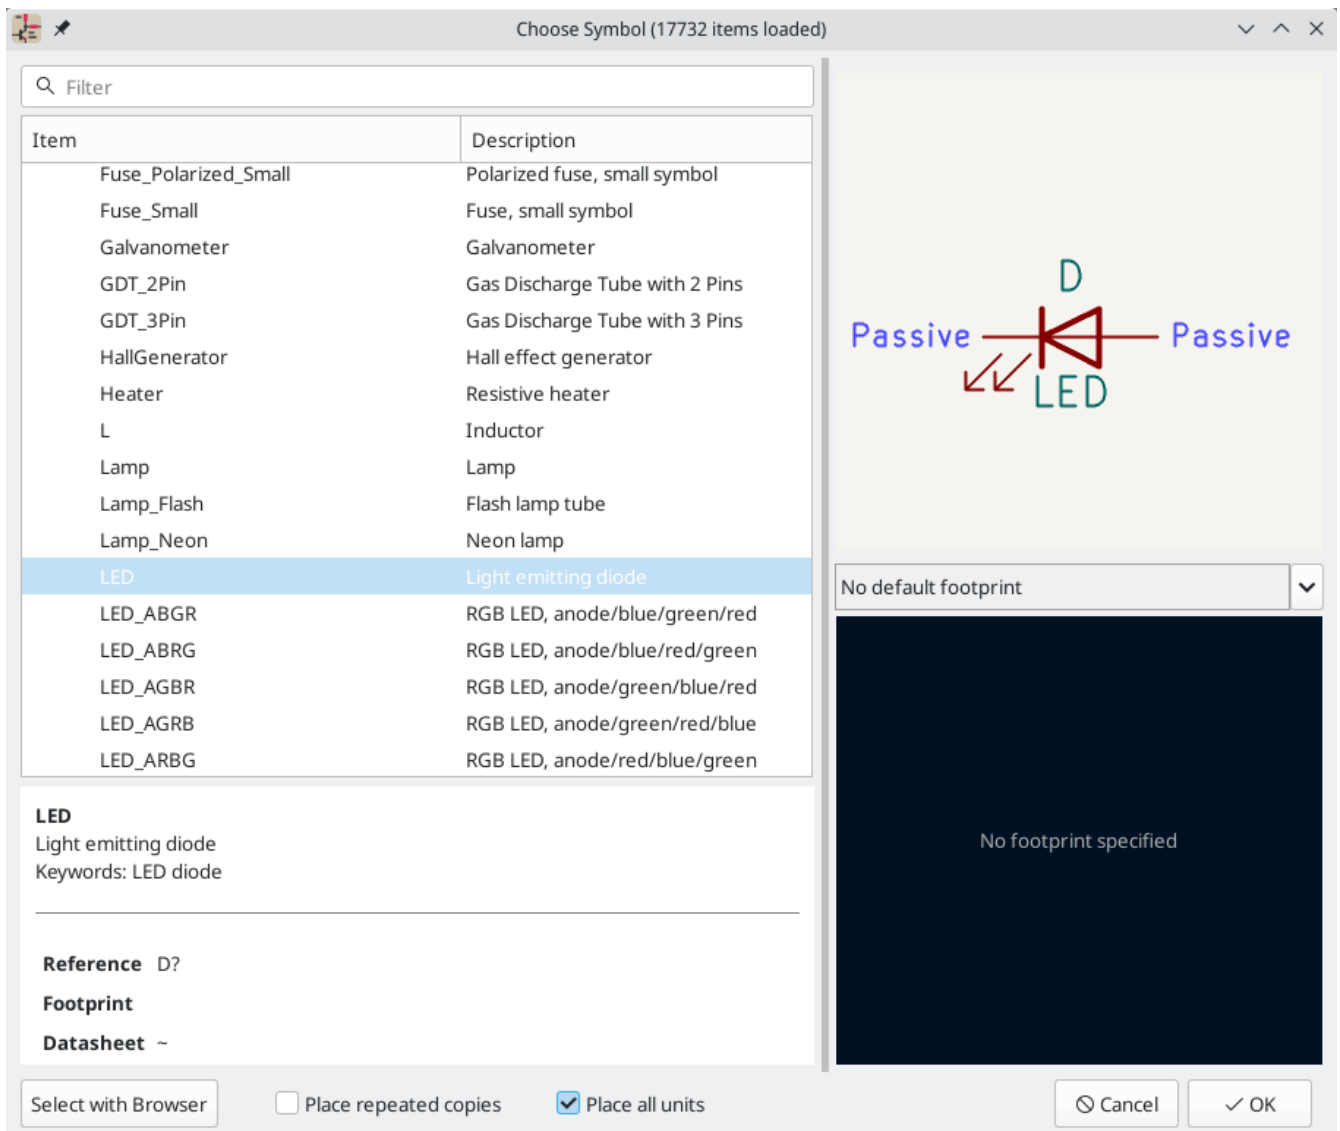 Choose Symbol (17732 items loaded)
Filter
Item Description
Fuse_Polarized_Small Polarized fuse, small symbol
Fuse_Small Fuse, small symbol
Galvanometer Galvanometer
GDT_2Pin Gas Discharge Tube with 2 Pins
GDT_3Pin Gas Discharge Tube with 3 Pins
HallGenerator Hall effect generator
Heater Resistive heater
L Inductor
Lamp Lamp
Lamp_Flash Flash lamp tube
Lamp_Neon Neon lamp
LED Light emitting diode
LED_ABGR RGB LED, anode/blue/green/red
LED_ABRG RGB LED, anode/blue/red/green
LED_AGBR RGB LED, anode/green/blue/red
LED_AGRB RGB LED, anode/green/red/blue
LED_ARBG RGB LED, anode/red/blue/green
LED
Light emitting diode
Keywords: LED diode
Reference D?
Footprint
Datasheet ~
D
Passive Passive
LED
No default footprint
No footprint specified
Select with Browser Place repeated copies Place all units Cancel OK